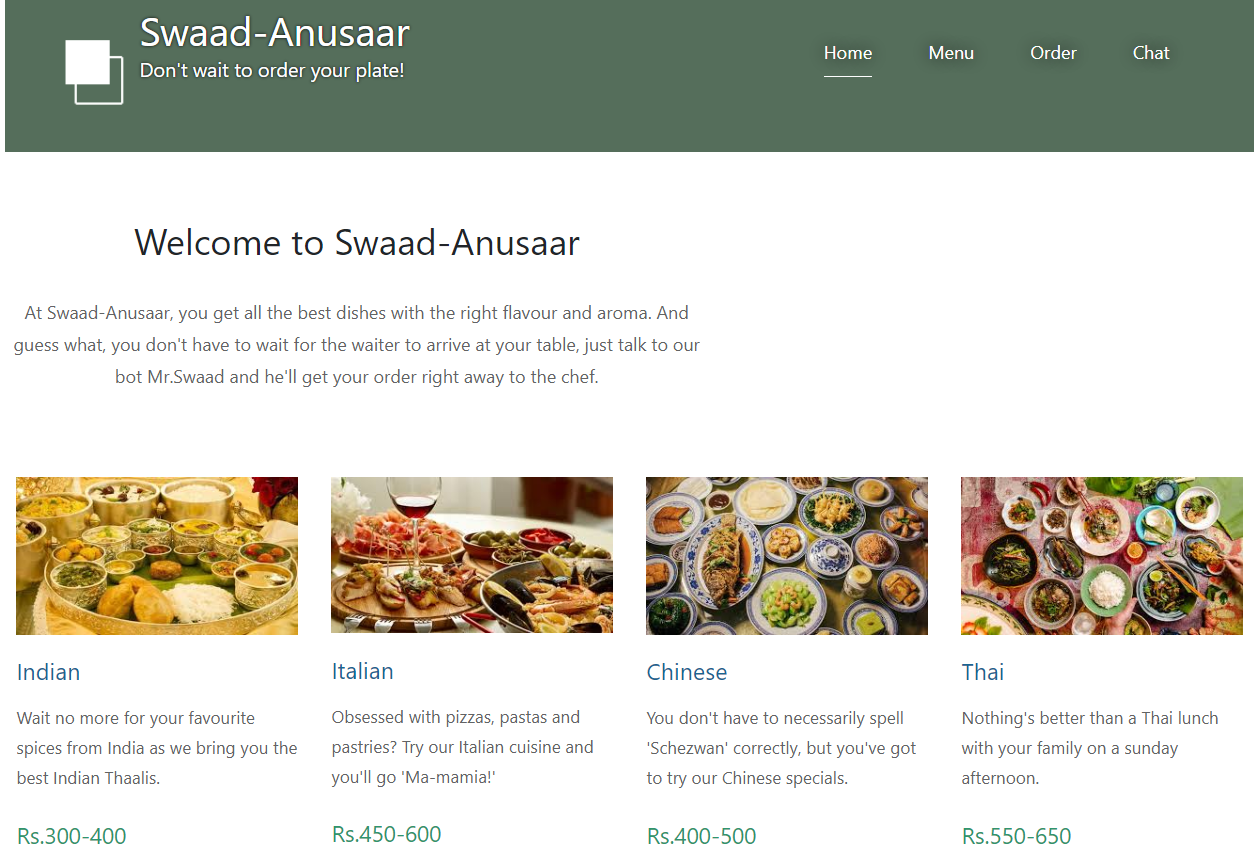 Swaad-Anusaar
Don't wait to order your plate!
Home Menu Order Chat
Welcome to Swaad-Anusaar
At Swaad-Anusaar, you get all the best dishes with the right flavour and aroma. And
guess what, you don't have to wait for the waiter to arrive at your table, just talk to our
bot Mr.Swaad and he'll get your order right away to the chef.
Indian
Wait no more for your favourite
spices from India as we bring you the
best Indian Thaalis.
Rs.300-400
Italian
Obsessed with pizzas, pastas and
pastries? Try our Italian cuisine and
you'll go 'Ma-mamia!'
Rs.450-600
Chinese
You don't have to necessarily spell
'Schezwan' correctly, but you've got
to try our Chinese specials.
Rs.400-500
Thai
Nothing's better than a Thai lunch
with your family on a sunday
afternoon.
Rs.550-650